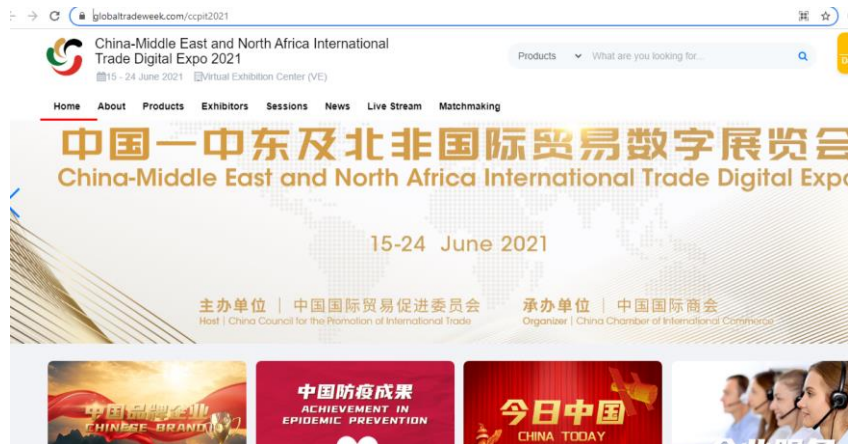 globaltradeweek.com/ccpit2021
China-Middle East and North Africa International
Trade Digital Expo 2021
15 - 24 June 2021 Virtual Exhibition Center (VE)
Products What are you looking for...
Home About Products Exhibitors Sessions News Live Stream Matchmaking
中国一中东及北非国际贸易数字展览会
China-Middle East and North Africa International Trade Digital Expo
15-24 June 2021
主办单位 | 中国国际贸易促进委员会
Host | China Council for the Promotion of International Trade
承办单位 | 中国国际商会
Organizer | China Chamber of International Commerce
中国品牌企业
CHINESE BRAND
中国防疫成果
ACHIEVEMENT IN
EPIDEMIC PREVENTION
今日中国
CHINA TODAY